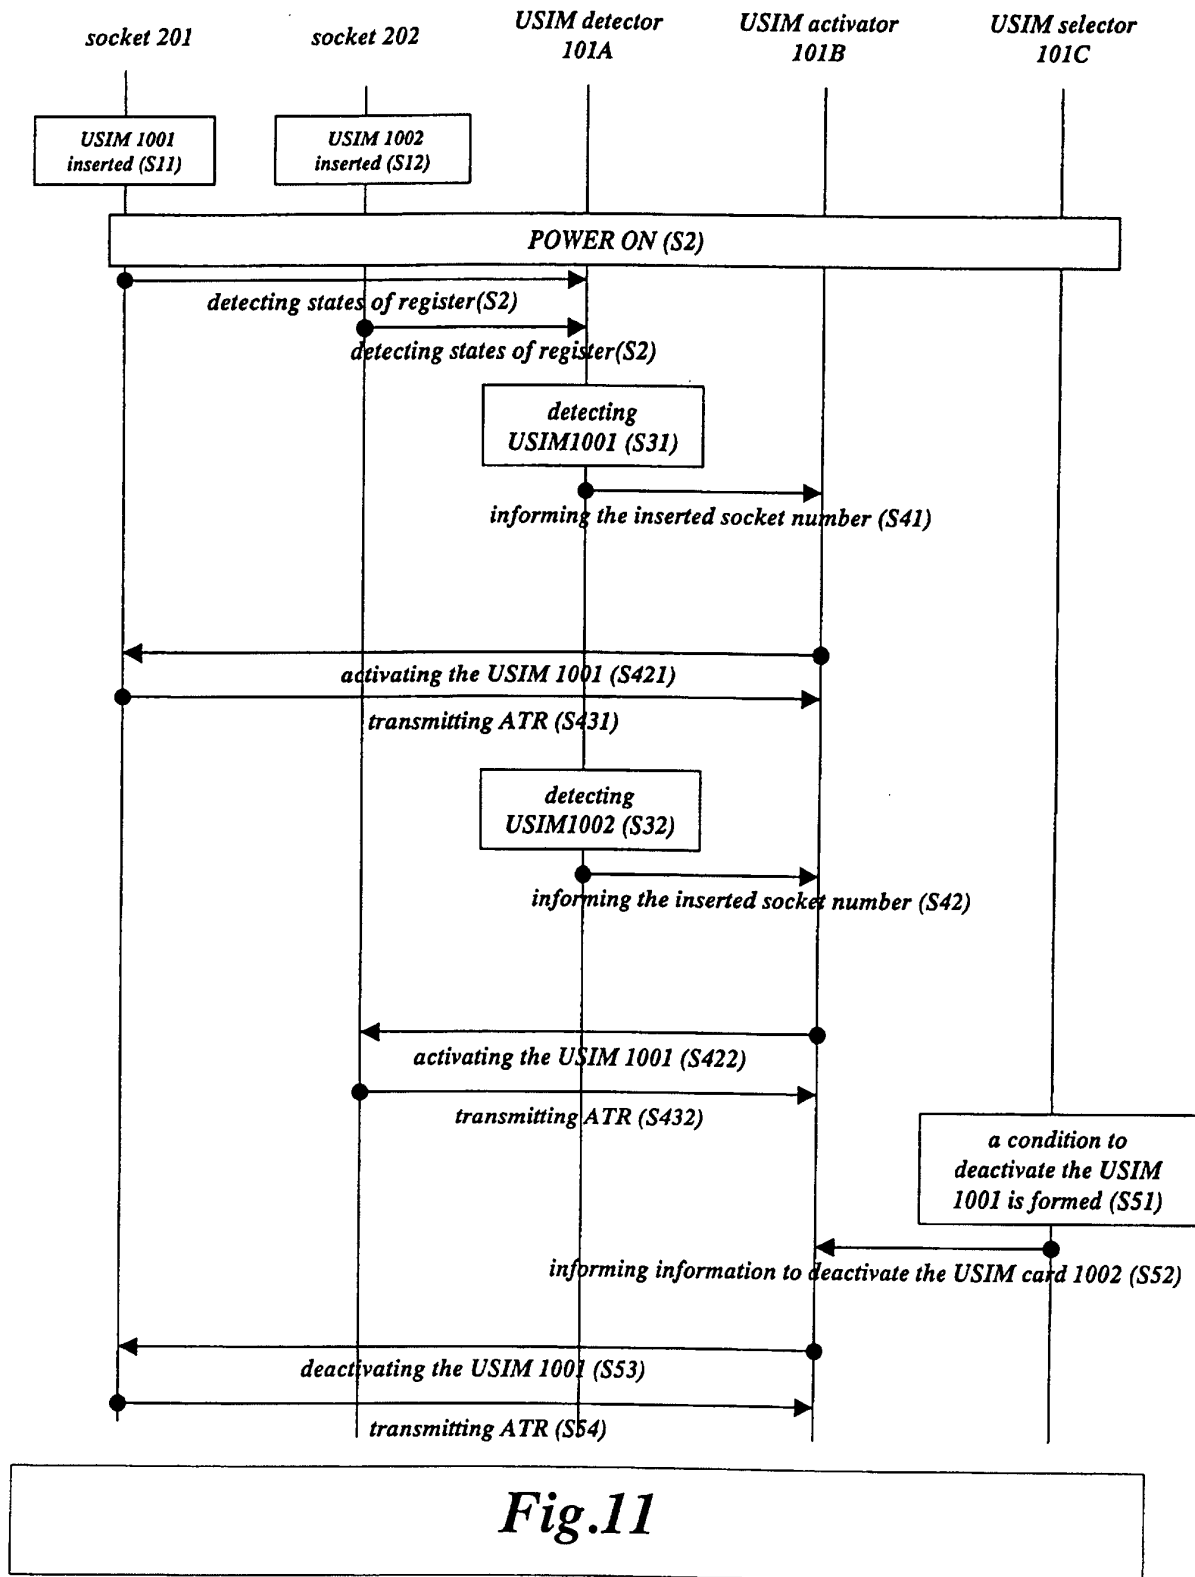 socket 201
socket 202
USIM detector
101A
USIM activator
101B
USIM selector
101C
USIM 1001
inserted (S11)
USIM 1002
inserted (S12)
POWER ON (S2)
detecting states of register(S2)
detecting states of register(S2)
detecting
USIM1001 (S31)
informing the inserted socket number (S41)
activating the USIM 1001 (S421)
transmitting ATR (S431)
detecting
USIM1002 (S32)
informing the inserted socket number (S42)
activating the USIM 1001 (S422)
transmitting ATR (S432)
a condition to
deactivate the USIM
1001 is formed (S51)
informing information to deactivate the USIM card 1002 (S52)
deactivating the USIM 1001 (S53)
transmitting ATR (S54)
Fig.11